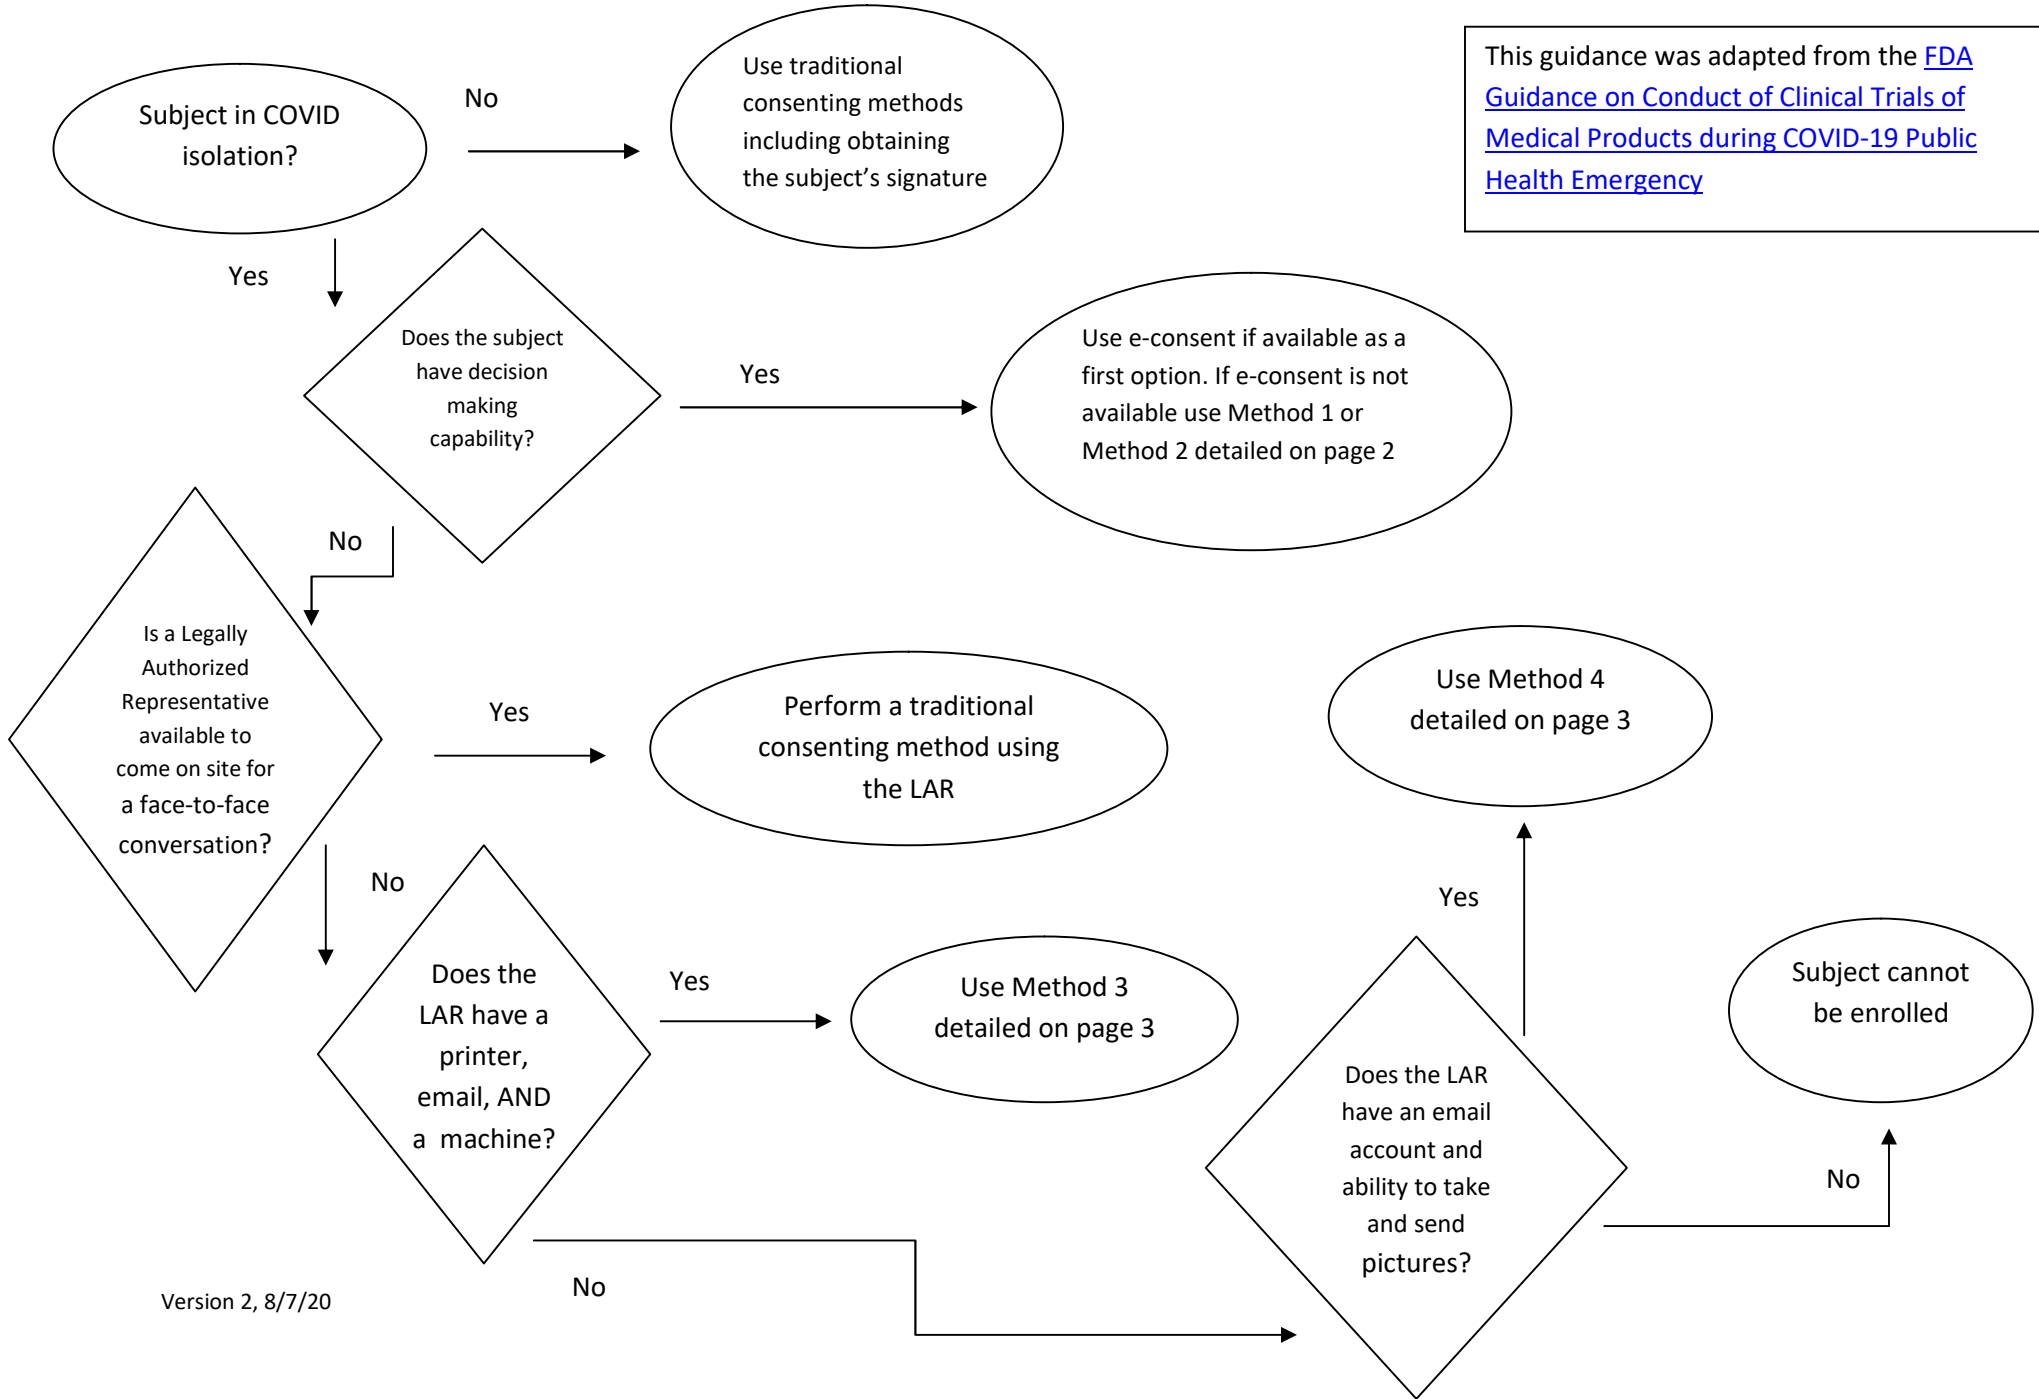 Subject in COVID
isolation?
No
Use traditional
consenting methods
including obtaining
the subject’s signature
This guidance was adapted from the FDA
Guidance on Conduct of Clinical Trials of
Medical Products during COVID-19 Public
Health Emergency
Yes
Does the subject
have decision
making
capability?
Yes
Use e-consent if available as a
first option. If e-consent is not
available use Method 1 or
Method 2 detailed on page 2
No
Is a Legally
Authorized
Representative
available to
come on site for
a face-to-face
conversation?
Yes
Perform a traditional
consenting method using
the LAR
No
Does the
LAR have a
printer,
email, AND
a machine?
Yes
Use Method 3
detailed on page 3
No
Does the LAR
have an email
account and
ability to take
and send
pictures?
Yes
Use Method 4
detailed on page 3
No
Subject cannot
be enrolled
Version 2, 8/7/20